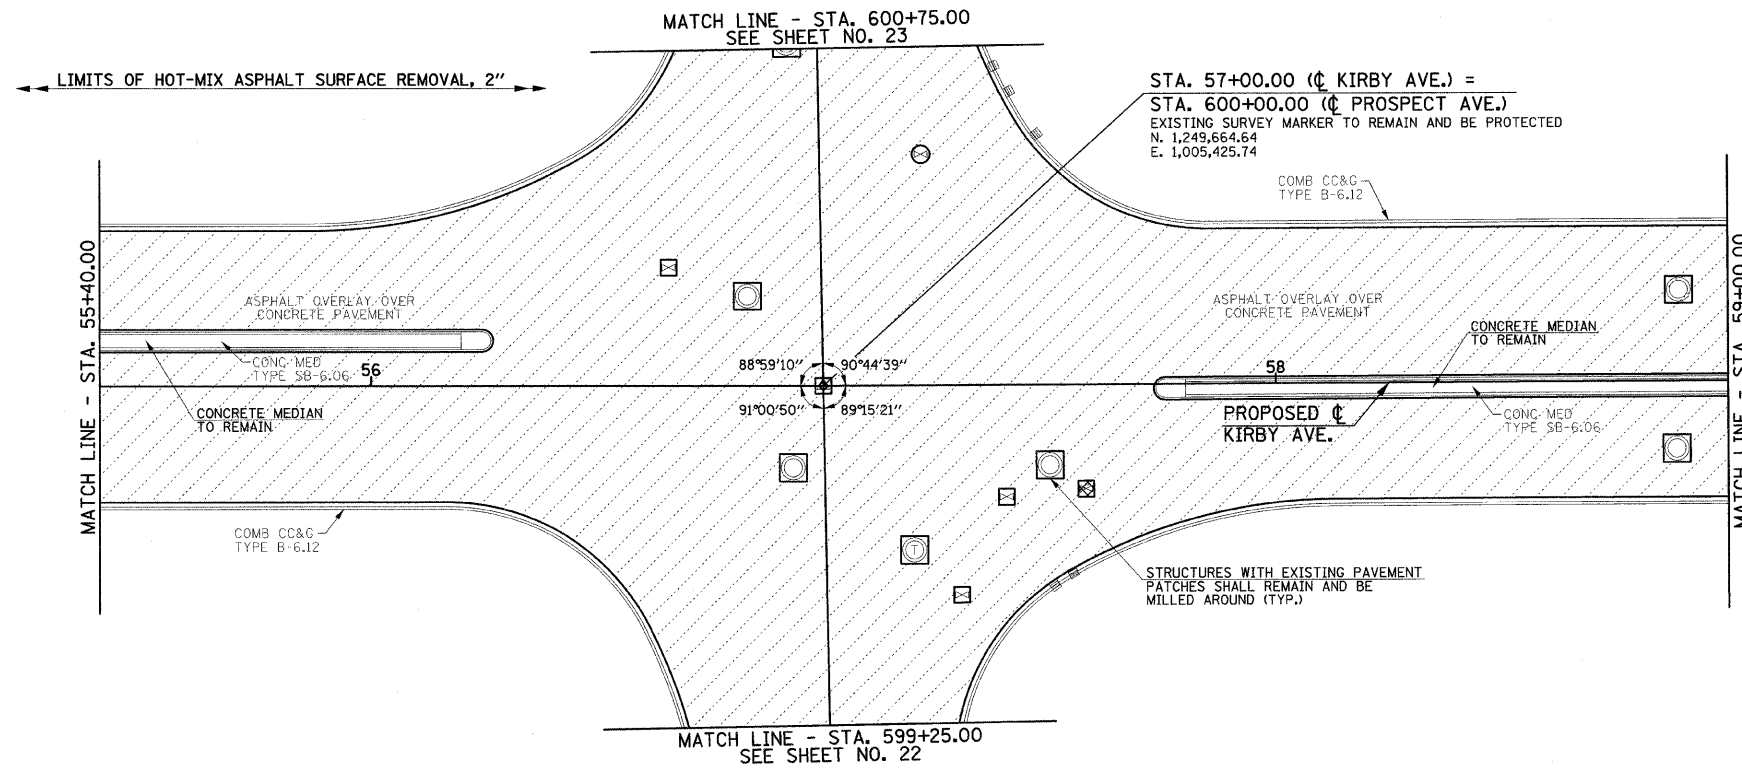 MATCH LINE - STA. 600+75.00
SEE SHEET NO. 23
LIMITS OF HOT-MIX ASPHALT SURFACE REMOVAL, 2"
STA. 57+00.00 (℄ KIRBY AVE.) =
STA. 600+00.00 (℄ PROSPECT AVE.)
EXISTING SURVEY MARKER TO REMAIN AND BE PROTECTED
N. 1,249,664.64
E. 1,005,425.74
COMB CC&G
TYPE B-6.12
MATCH LINE - STA. 55+40.00
ASPHALT OVERLAY OVER
CONCRETE PAVEMENT
ASPHALT OVERLAY OVER
CONCRETE PAVEMENT
CONCRETE MEDIAN
TO REMAIN
CONC MED
TYPE SB-6.06
56
88°59'10"
90°44'39"
58
CONCRETE MEDIAN
TO REMAIN
91°00'50"
89°15'21"
PROPOSED ℄
KIRBY AVE.
CONC MED
TYPE SB-6.06
MATCH LINE - STA. 59+00.00
COMB CC&G
TYPE B-6.12
T
STRUCTURES WITH EXISTING PAVEMENT
PATCHES SHALL REMAIN AND BE
MILLED AROUND (TYP.)
MATCH LINE - STA. 599+25.00
SEE SHEET NO. 22